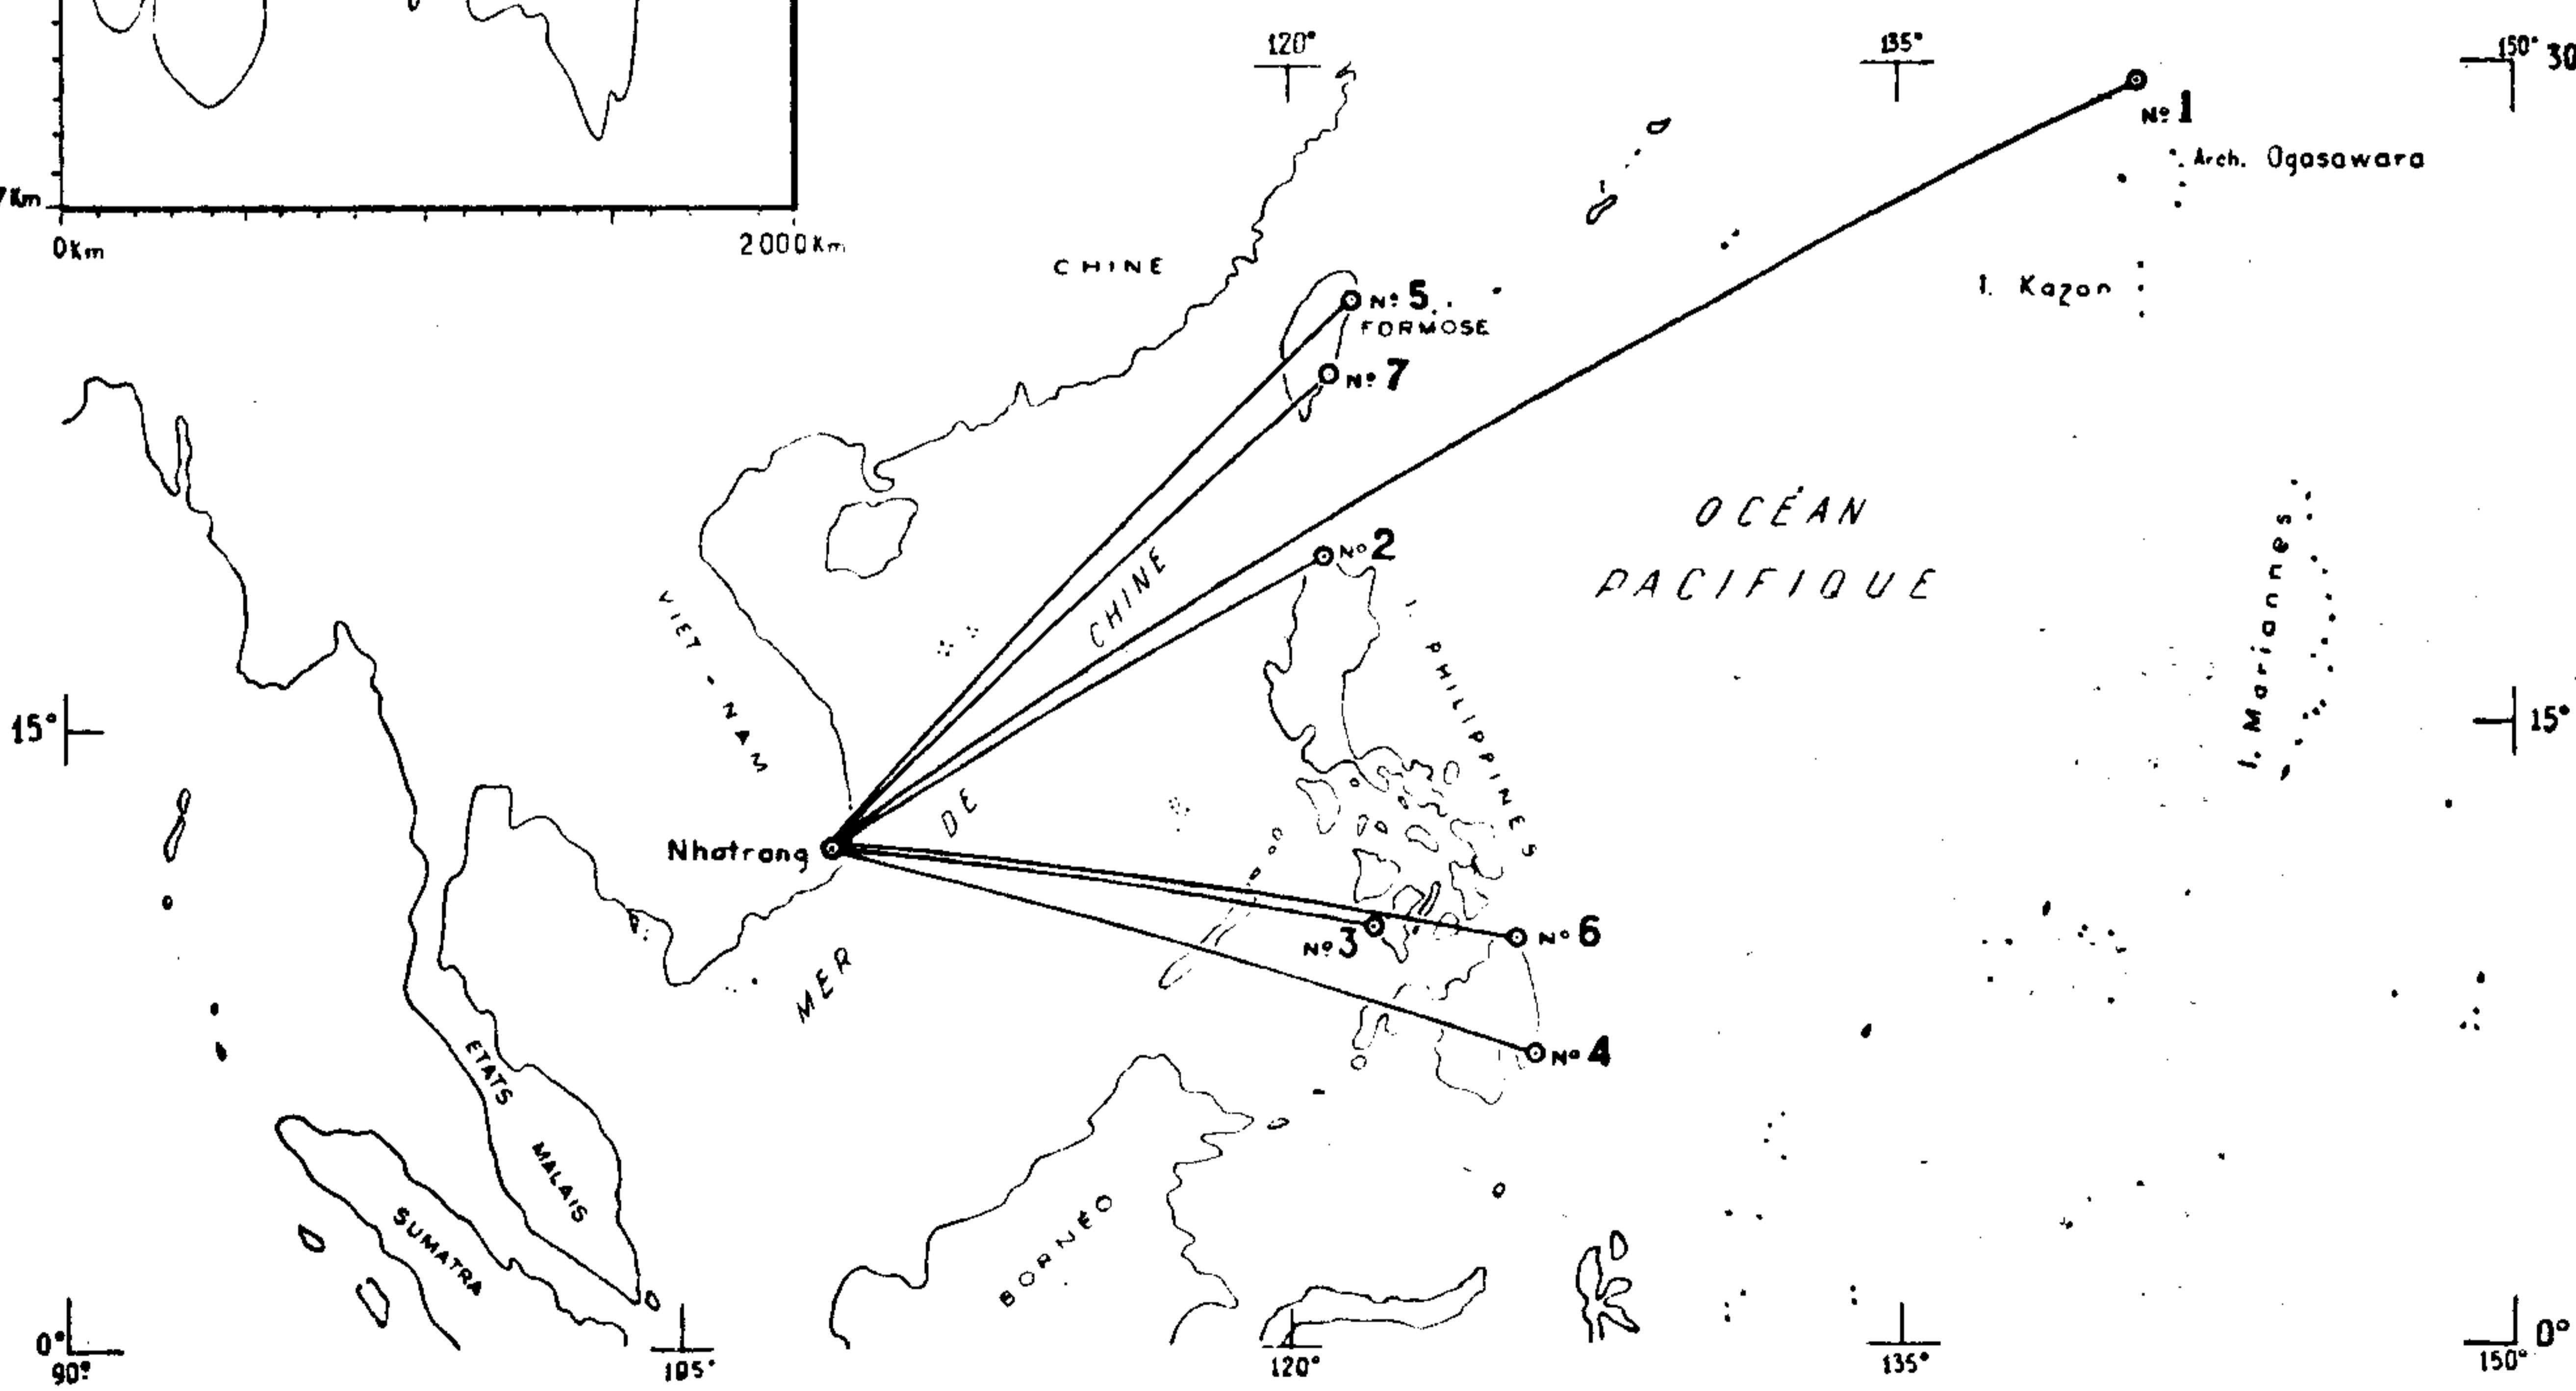 120°
135°
150° 30
Nº 1
Arch. Ogasawara
7Km
0Km
2000Km
CHINE
I. Kazan
Nº 5
FORMOSE
Nº 7
OCÉAN
PACIFIQUE
Nº 2
CHINE
VIET-NAM
I. PHILIPPINES
I. Mariannes
15°
15°
DE
Nhatrang
Nº 3
Nº 6
MER
Nº 4
ETATS
MALAIS
SUMATRA
BORNÉO
0°
0°
90°
105°
120°
135°
150°